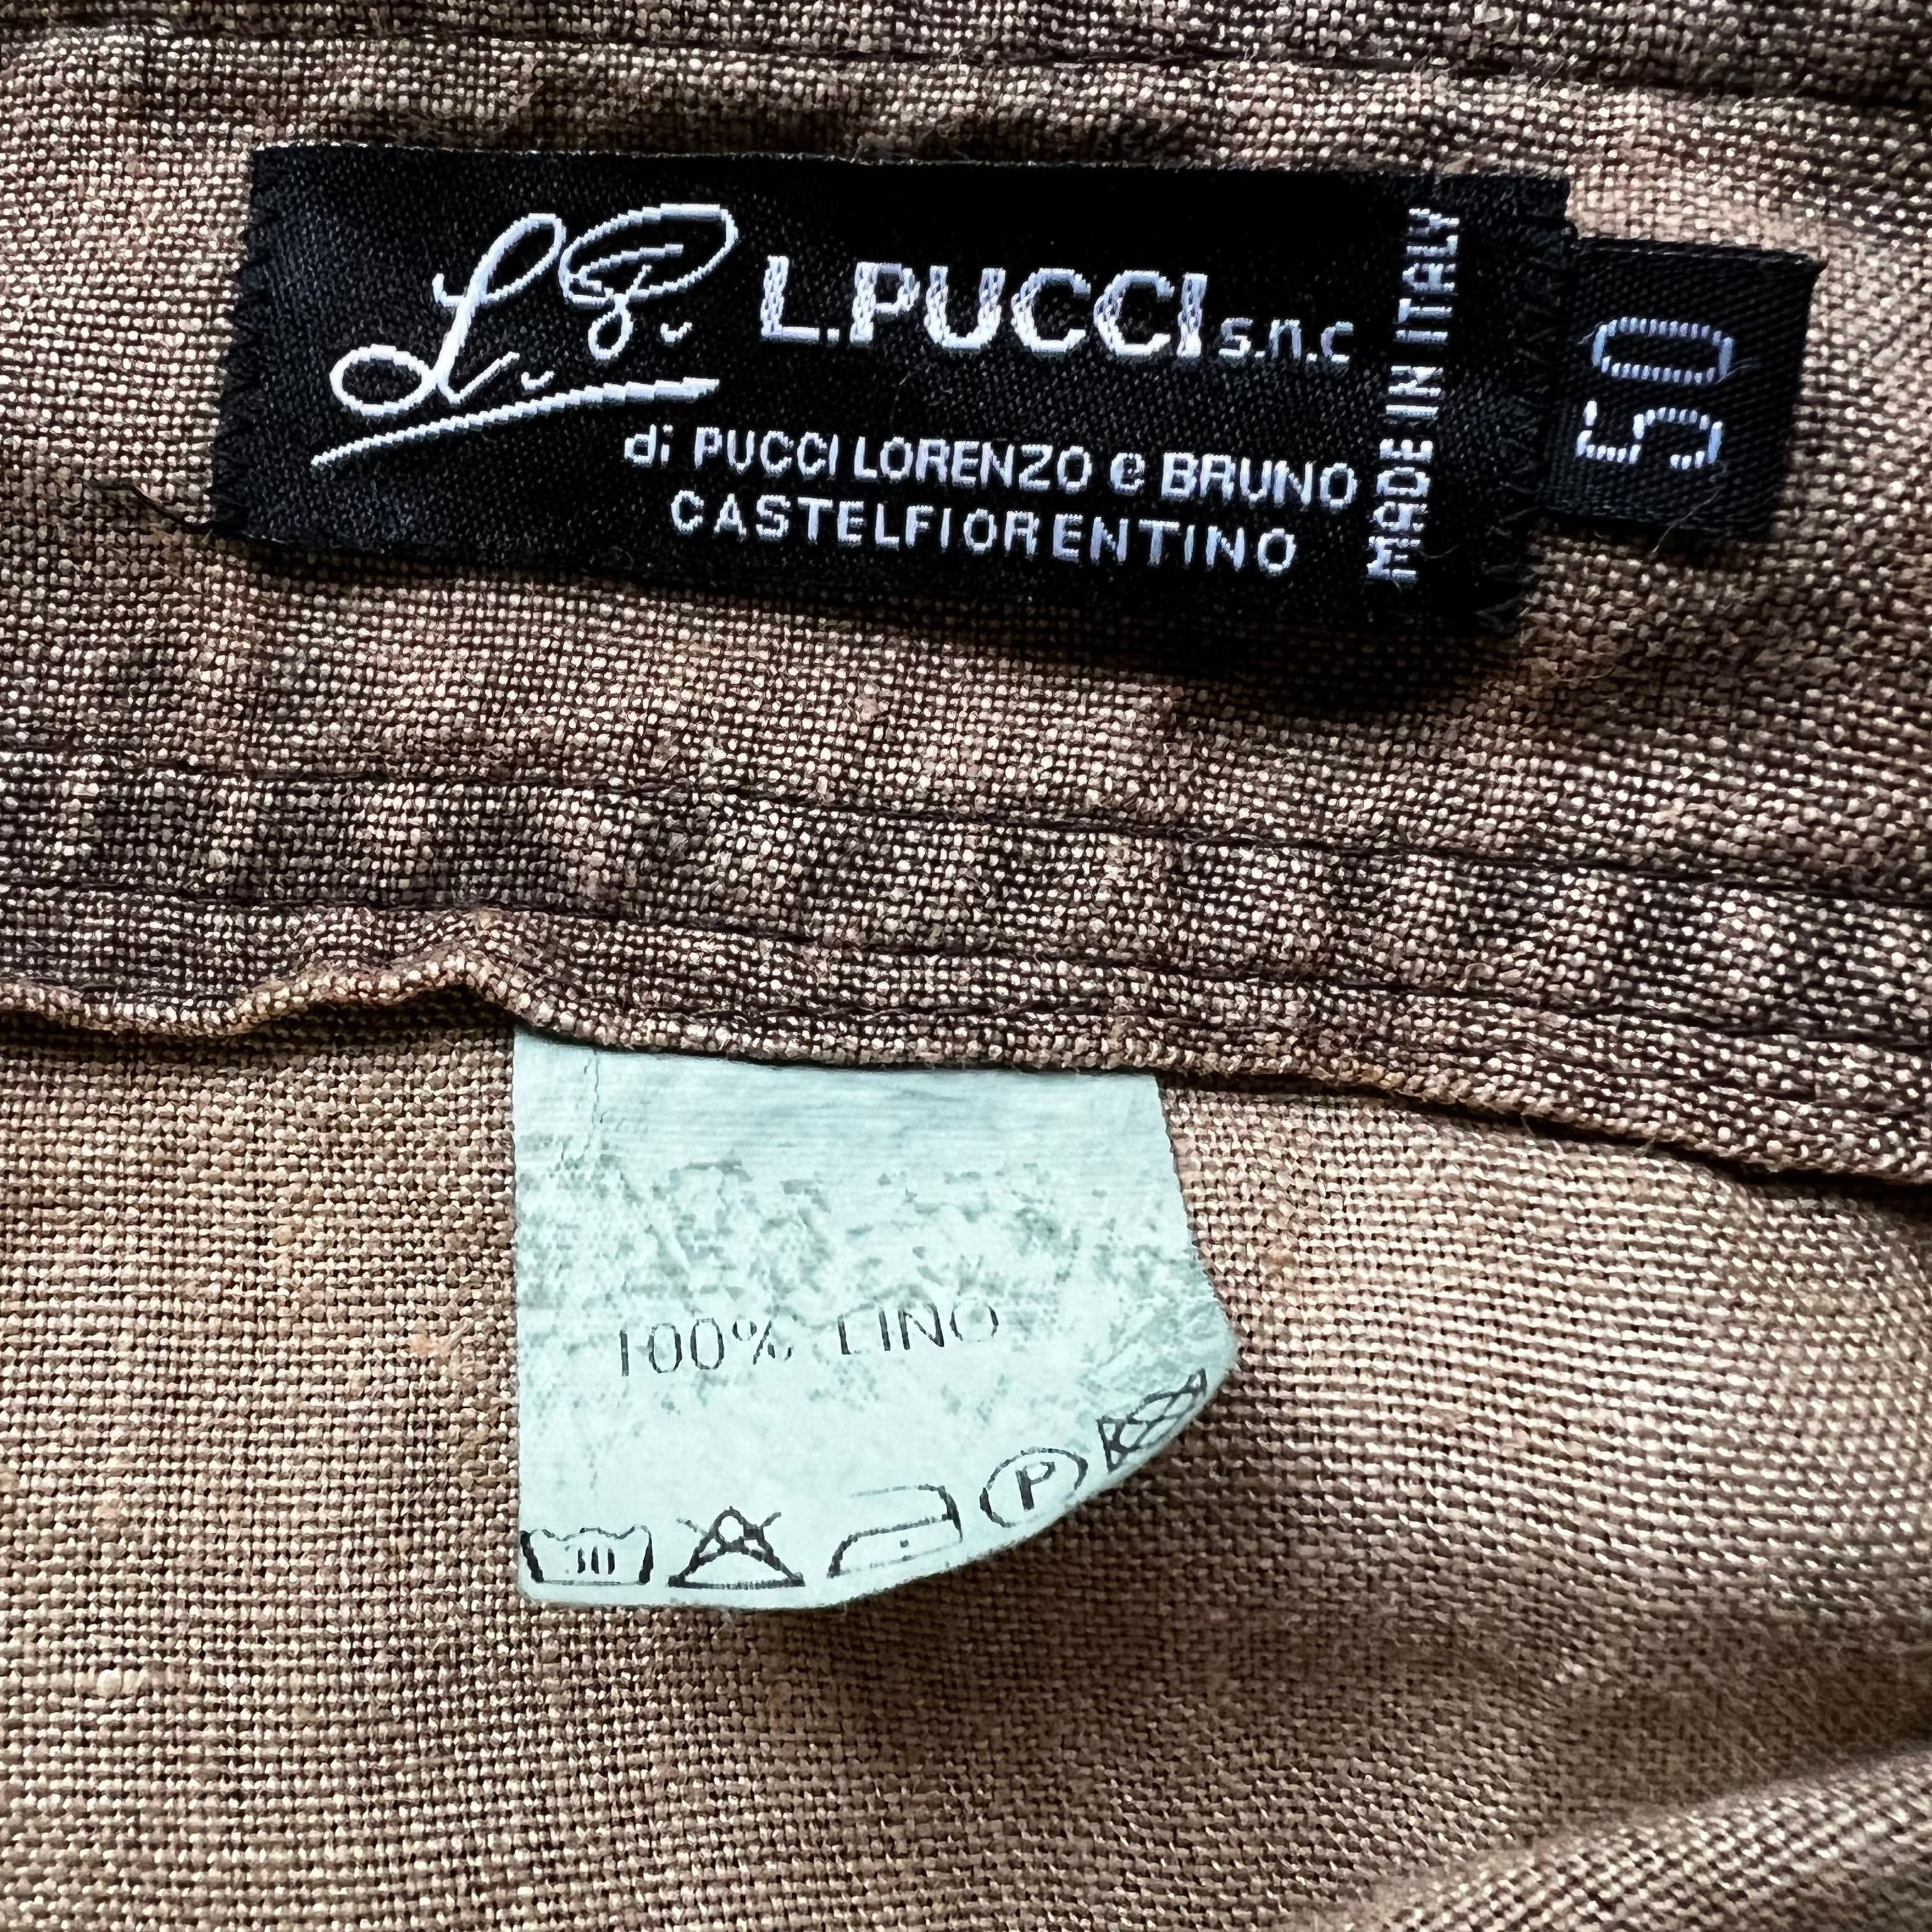 L.P. L.PUCCI s.n.c
di PUCCI LORENZO e BRUNO
CASTELFIORENTINO
MADE IN ITALY
50
100% LINO
30
P